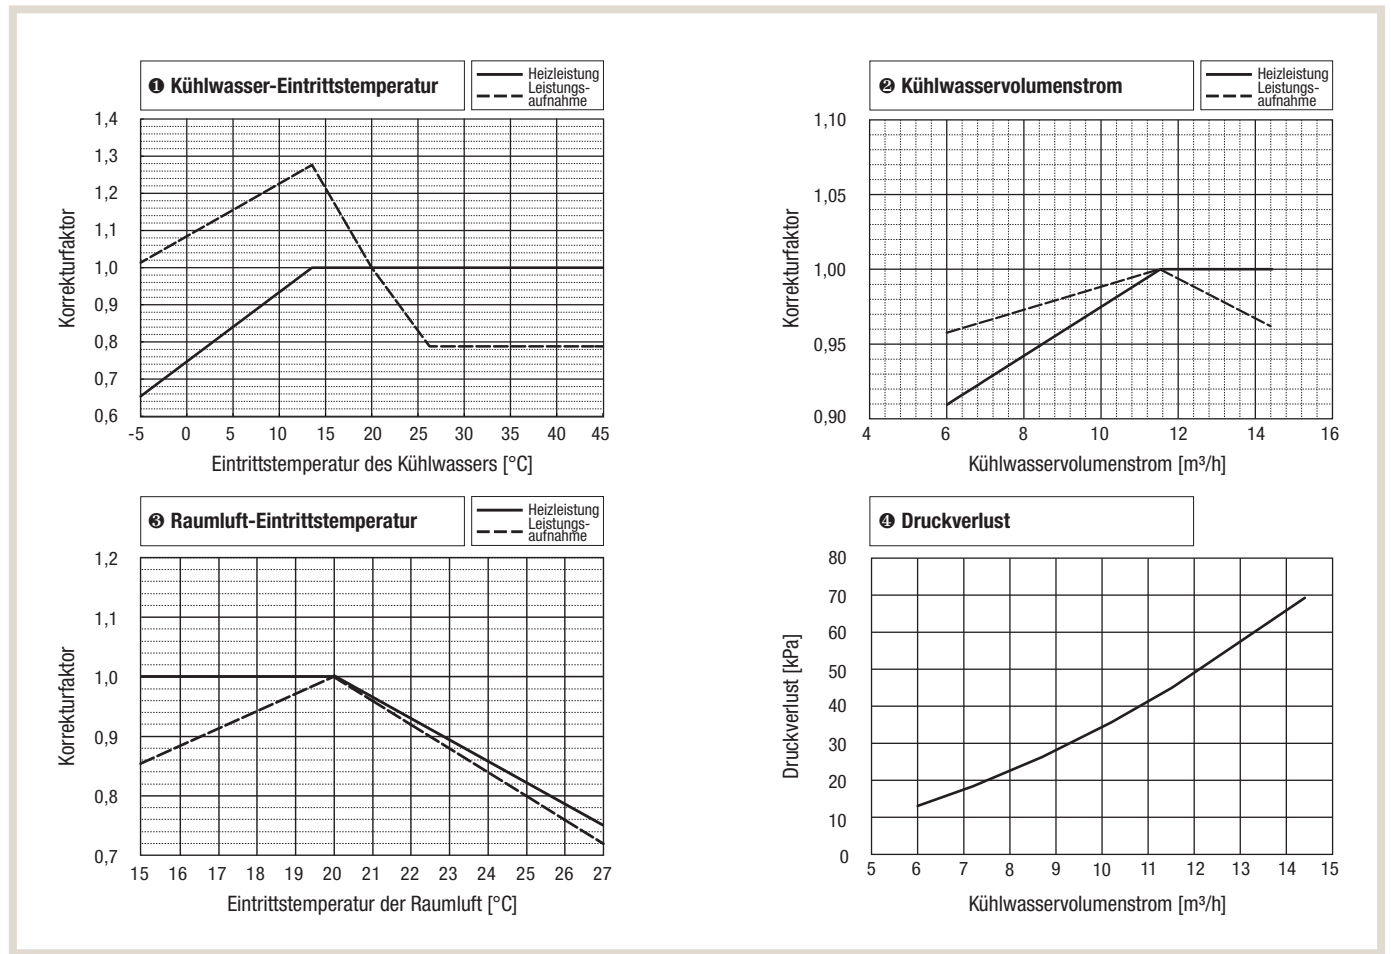 ❶ Kühlwasser-Eintrittstemperatur
Heizleistung
Leistungs-
aufnahme
1,4
1,3
1,2
1,1
1,0
0,9
0,8
0,7
0,6
Korrekturfaktor
-5 0 5 10 15 20 25 30 35 40 45
Eintrittstemperatur des Kühlwassers [°C]
❷ Kühlwasservolumenstrom
Heizleistung
Leistungs-
aufnahme
1,10
1,05
1,00
0,95
0,90
Korrekturfaktor
4 6 8 10 12 14 16
Kühlwasservolumenstrom [m³/h]
❸ Raumluft-Eintrittstemperatur
Heizleistung
Leistungs-
aufnahme
1,2
1,1
1,0
0,9
0,8
0,7
Korrekturfaktor
15 16 17 18 19 20 21 22 23 24 25 26 27
Eintrittstemperatur der Raumluft [°C]
❹ Druckverlust
80
70
60
50
40
30
20
10
0
Druckverlust [kPa]
5 6 7 8 9 10 11 12 13 14 15
Kühlwasservolumenstrom [m³/h]